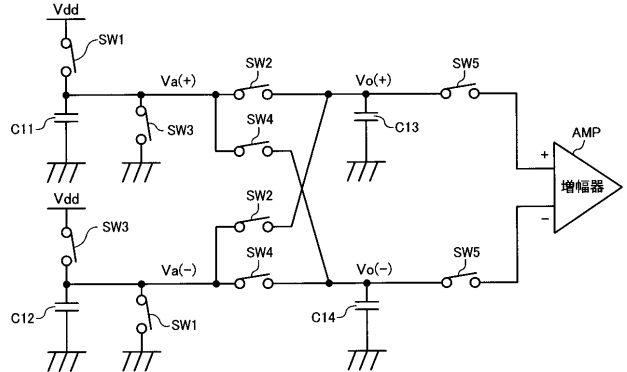 Vdd
SW1
Va(+)
SW2
Vo(+)
SW5
C11
SW3
SW4
C13
AMP
+
増幅器
−
Vdd
SW3
SW2
Va(−)
SW4
Vo(−)
SW5
C12
SW1
C14